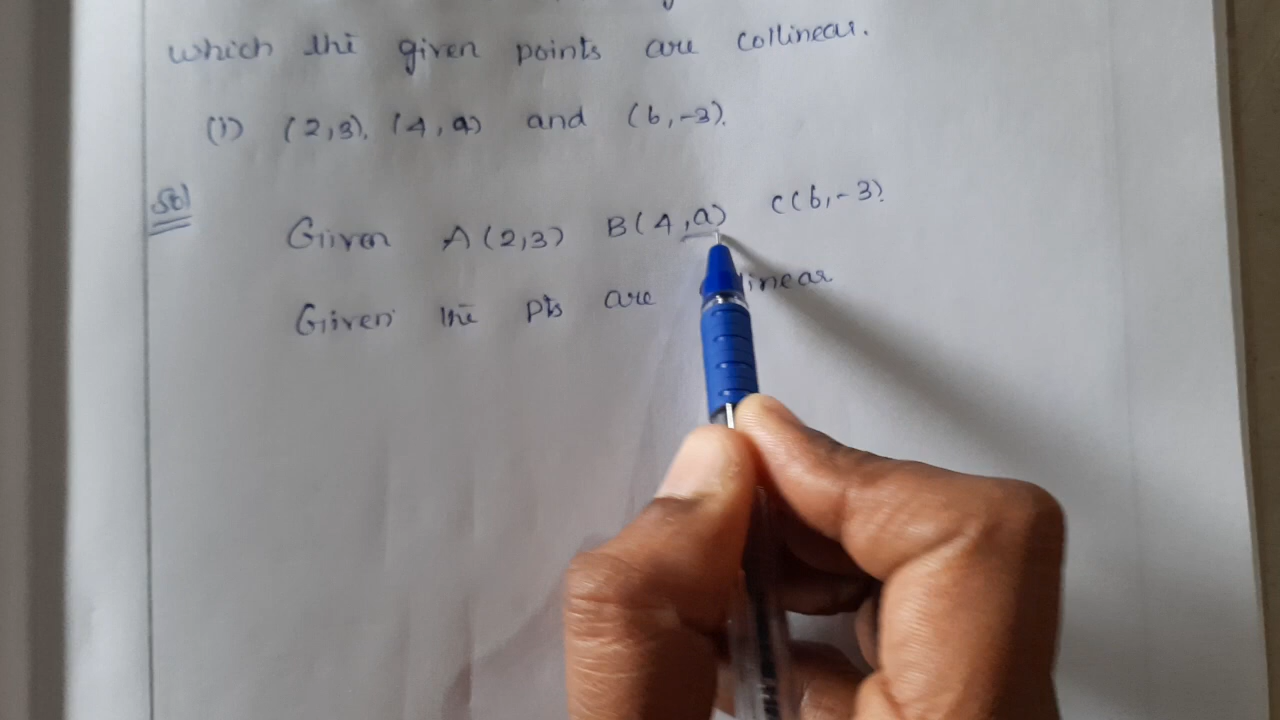 which the given points are collinear.
(i) (2,3), (4,a) and (6,-3).
Sol
Given A(2,3) B(4,a) C(6,-3)
Given the pts are linear